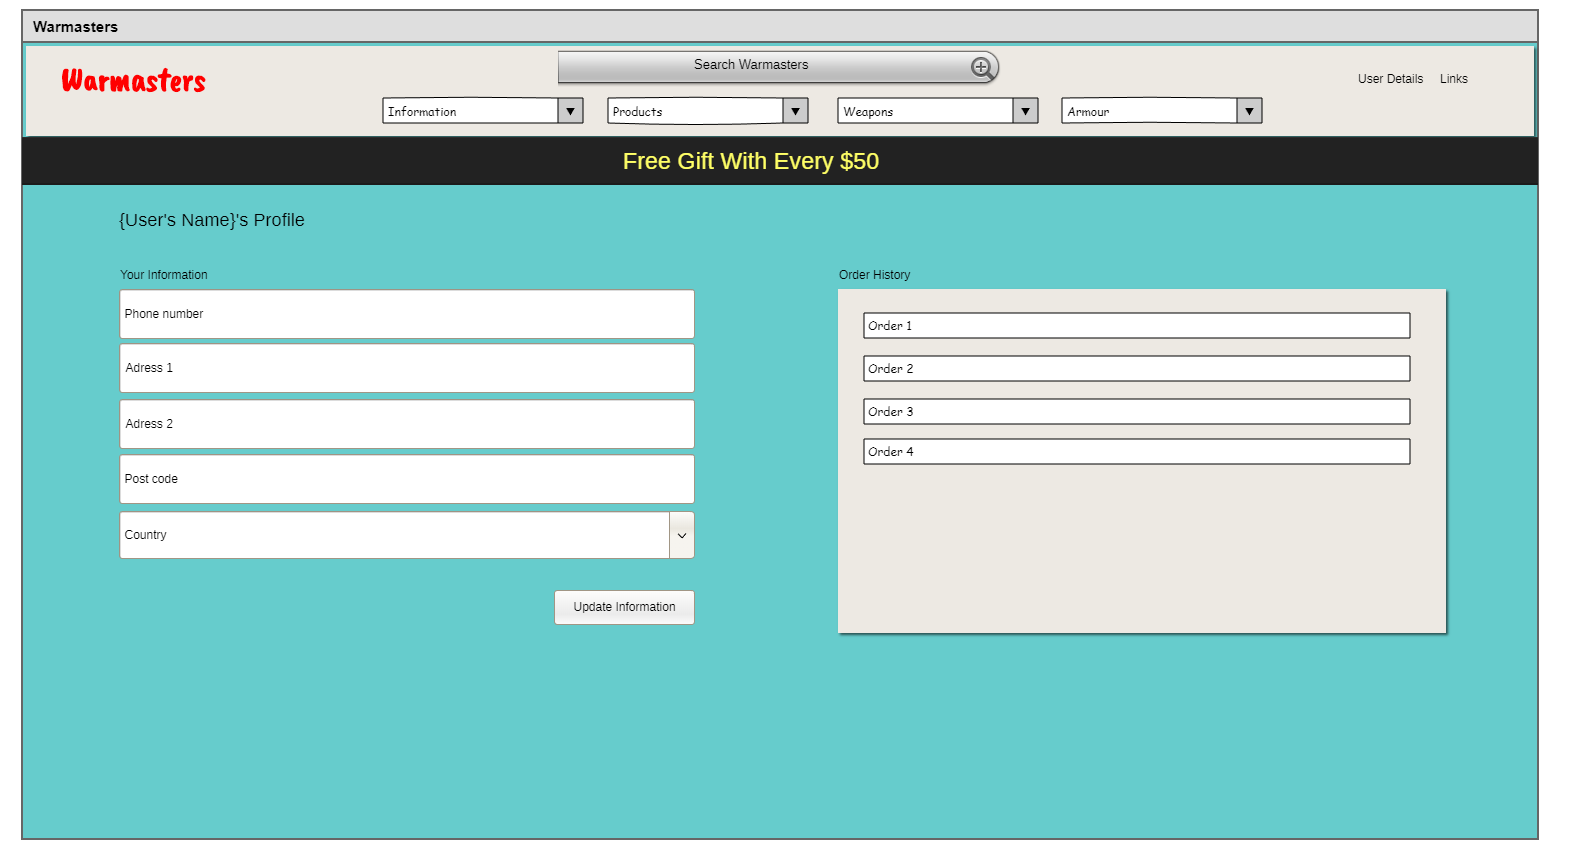 Warmasters
Warmasters
Search Warmasters
User Details Links
Information Products Weapons Armour
Free Gift With Every $50
{User's Name}'s Profile
Your Information
Phone number
Adress 1
Adress 2
Post code
Country
Update Information
Order History
Order 1
Order 2
Order 3
Order 4